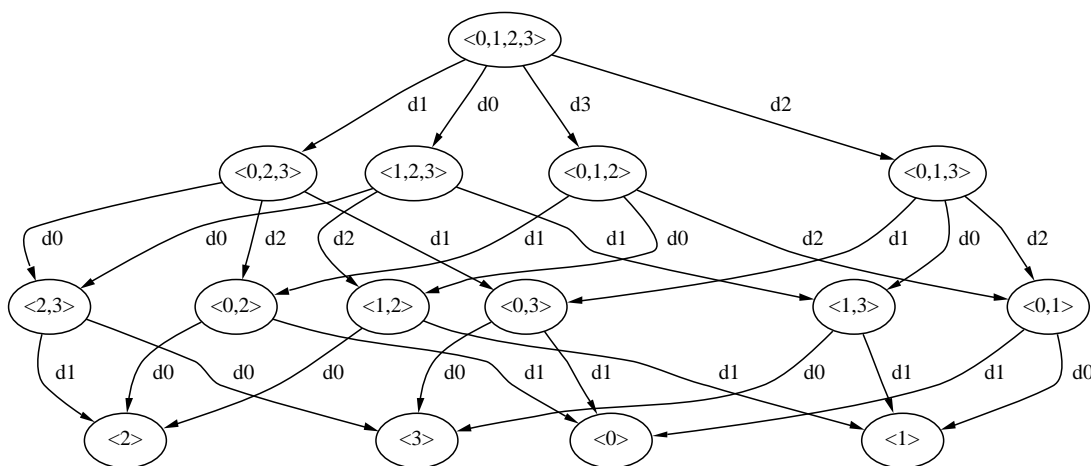 <0,1,2,3>
d1 d0 d3 d2
<0,2,3> <1,2,3> <0,1,2> <0,1,3>
d0 d0 d2 d2 d1 d1 d1 d0 d2 d1 d0 d2
<2,3> <0,2> <1,2> <0,3> <1,3> <0,1>
d1 d0 d0 d0 d0 d1 d1 d1 d0 d1 d1 d0
<2> <3> <0> <1>